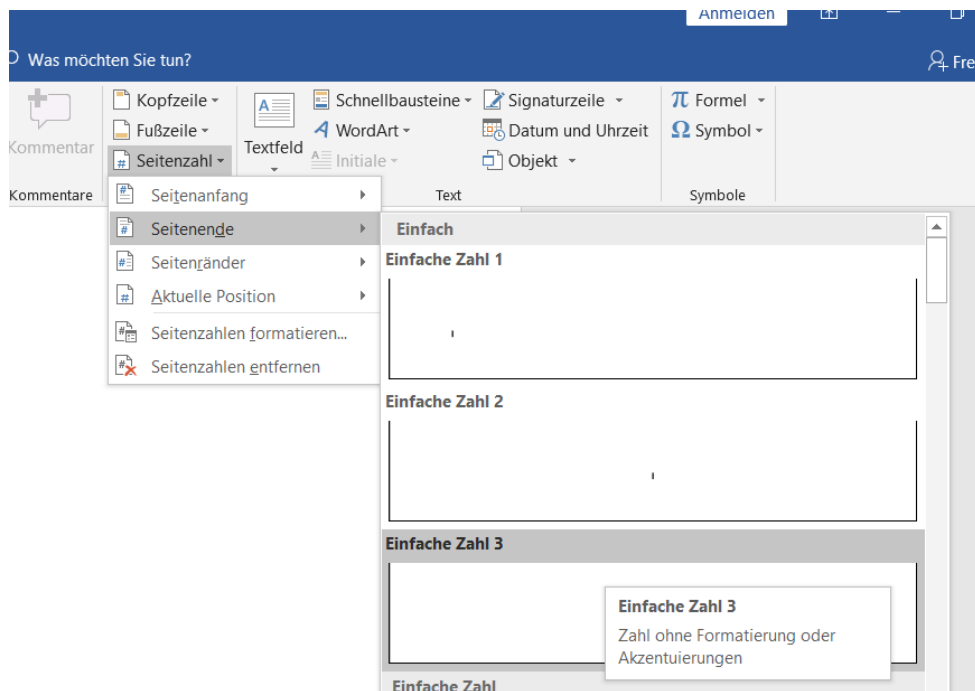 Anmelden
Was möchten Sie tun?
Fre
Kommentar
Kopfzeile
Fußzeile
Seitenzahl
Textfeld
Schnellbausteine
WordArt
Initiale
Signaturzeile
Datum und Uhrzeit
Objekt
Formel
Symbol
Kommentare
Text
Symbole
Seitenanfang
Seitenende
Seitenränder
Aktuelle Position
Seitenzahlen formatieren...
Seitenzahlen entfernen
Einfach
Einfache Zahl 1
Einfache Zahl 2
Einfache Zahl 3
Einfache Zahl 3
Zahl ohne Formatierung oder
Akzentuierungen
Einfache Zahl